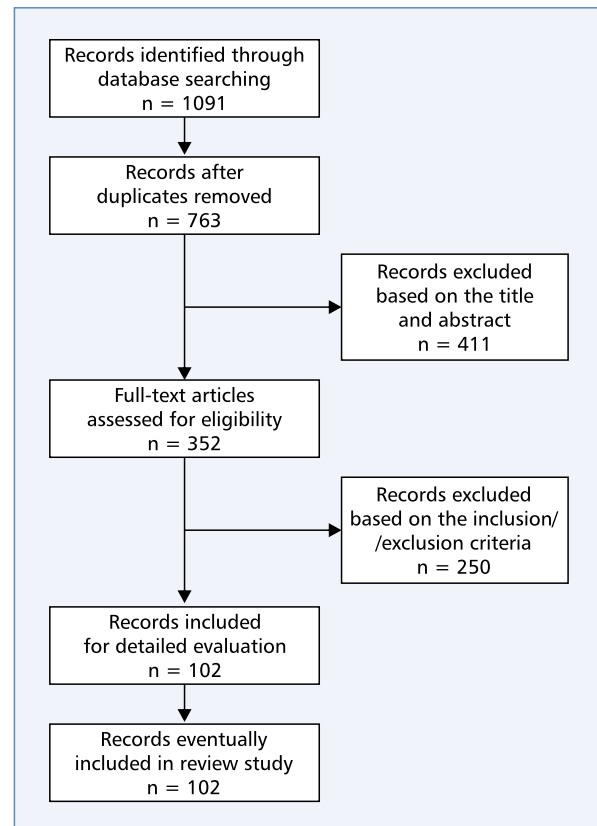 Records identified through
database searching
n = 1091
Records after
duplicates removed
n = 763
Records excluded
based on the title
and abstract
n = 411
Full-text articles
assessed for eligibility
n = 352
Records excluded
based on the inclusion/
/exclusion criteria
n = 250
Records included
for detailed evaluation
n = 102
Records eventually
included in review study
n = 102